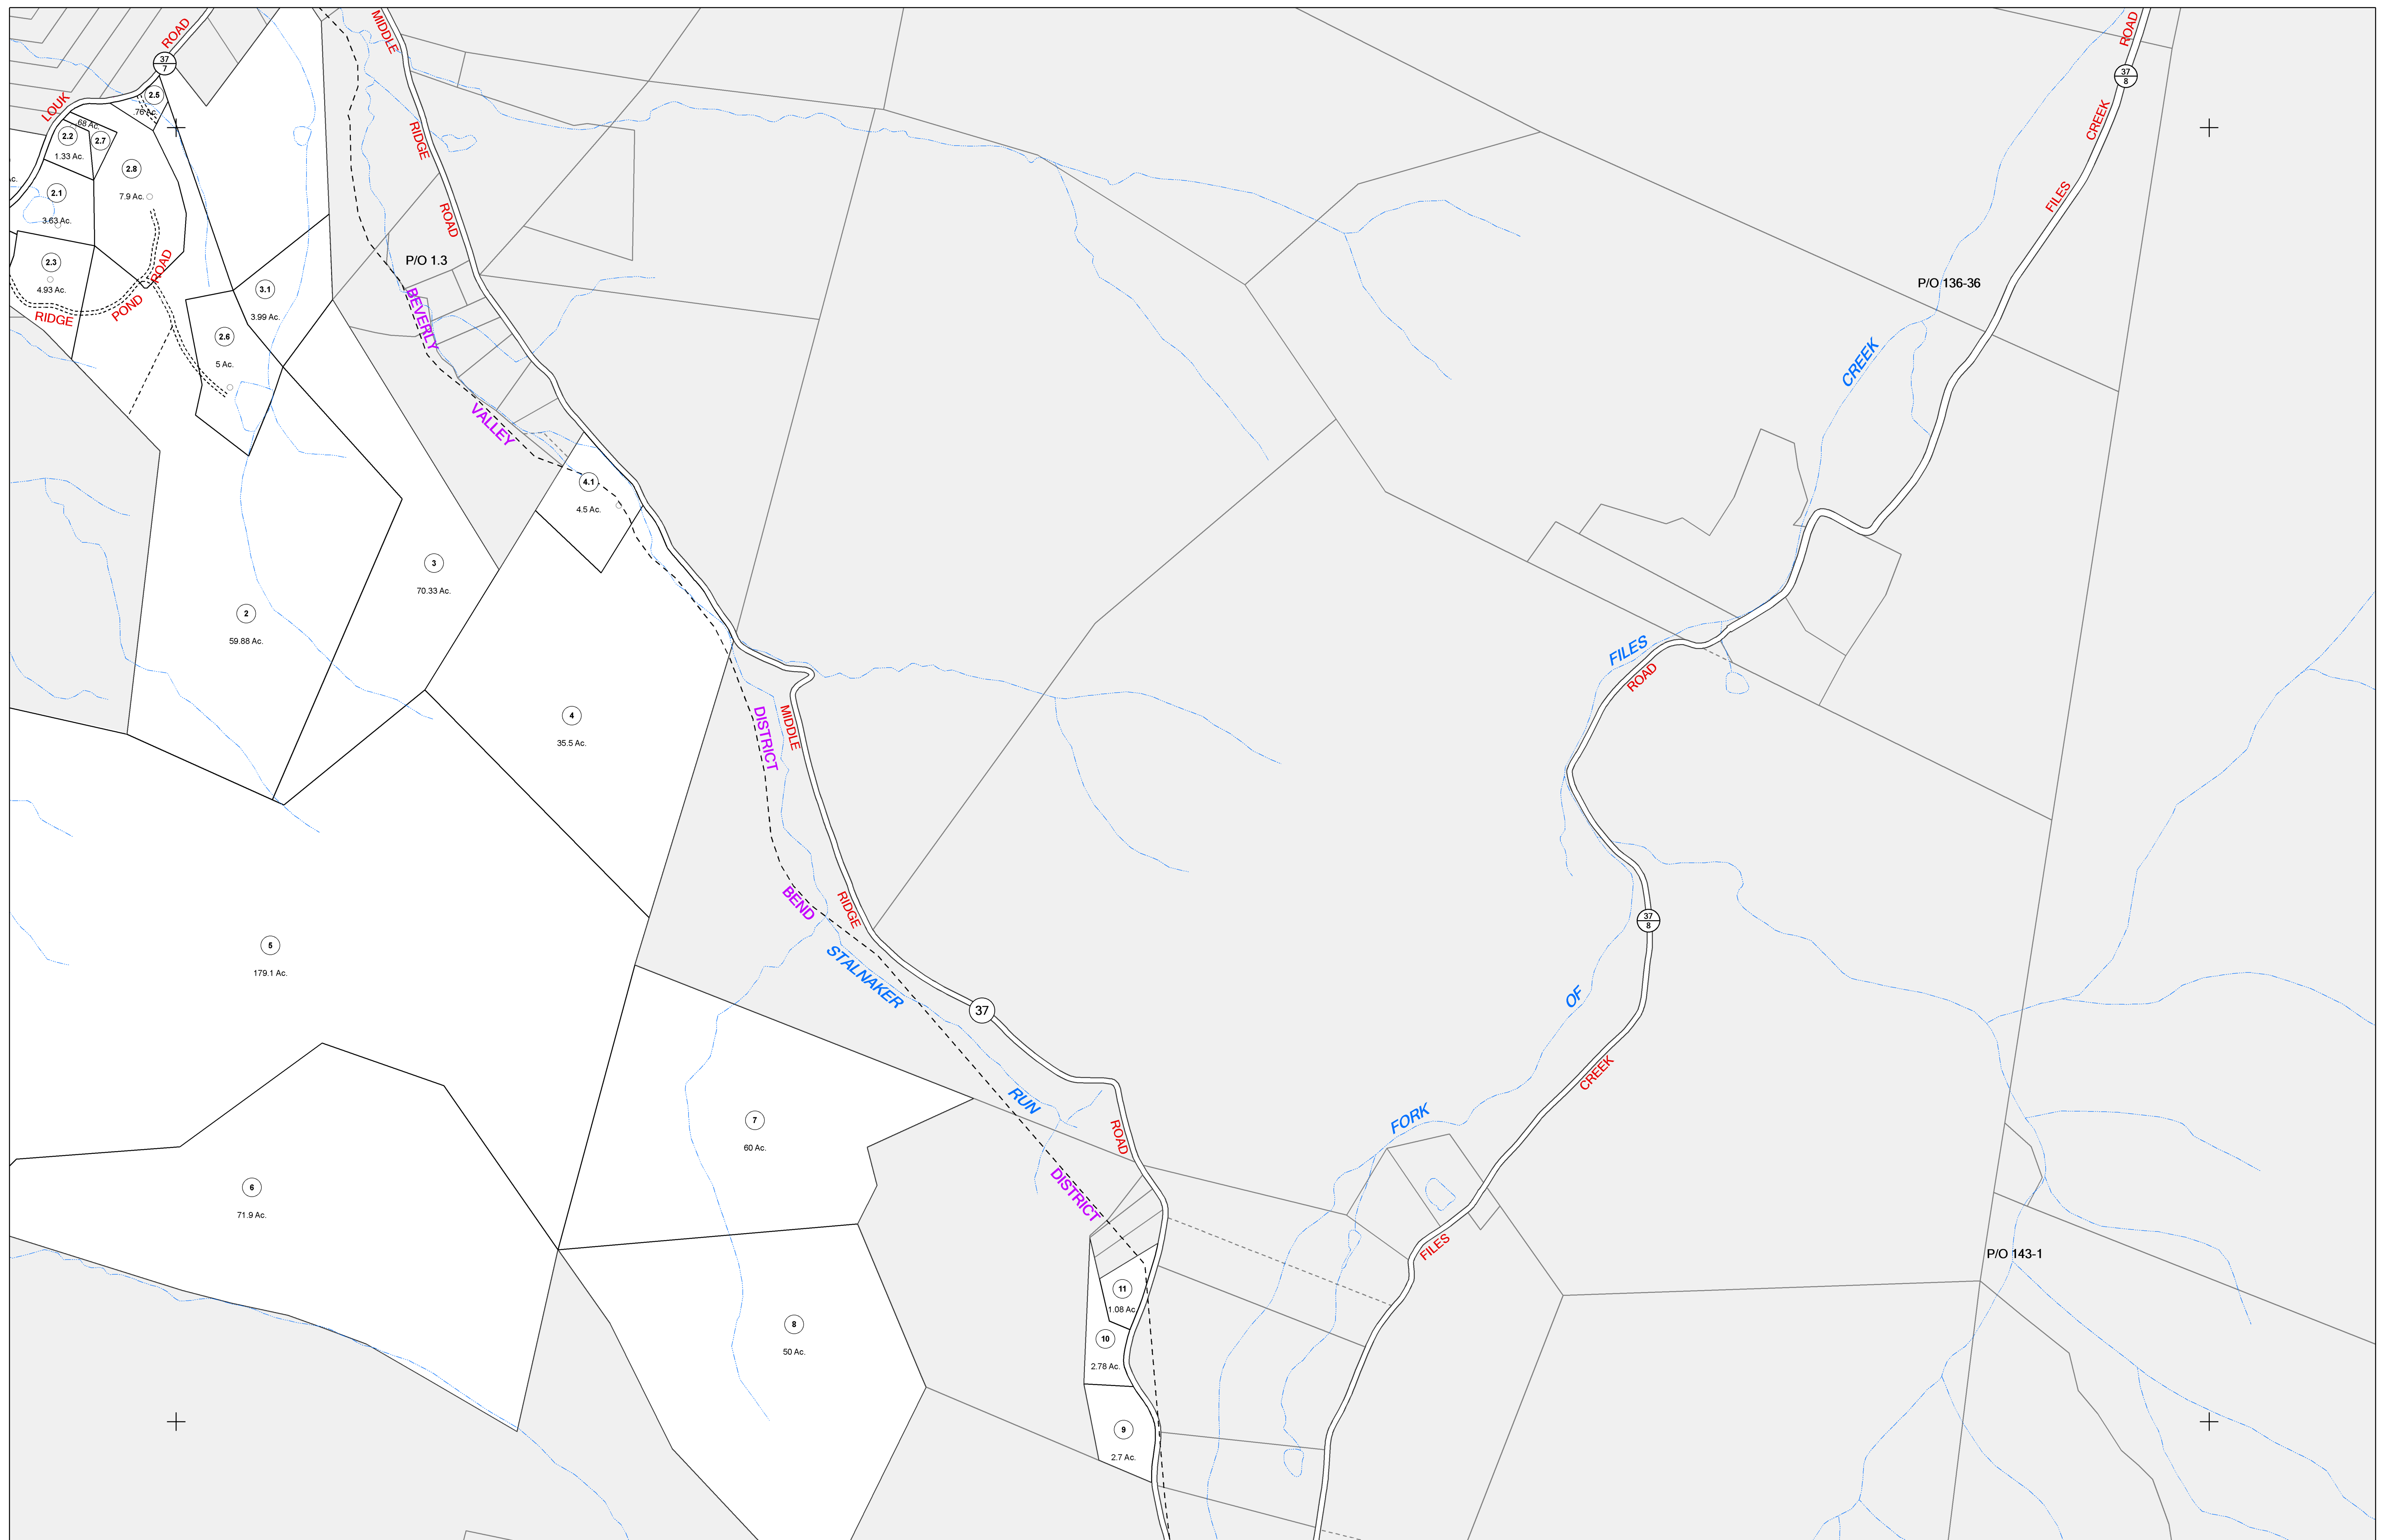 ROAD
37
7
LOUK
2.5
.76 Ac.
.68 Ac.
2.2
1.33 Ac.
2.7
2.8
7.9 Ac.
2.1
3.63 Ac.
2.3
4.93 Ac.
RIDGE
POND
ROAD
3.1
3.99 Ac.
2.6
5 Ac.
MIDDLE
RIDGE
ROAD
P/O 1.3
BEVERLY
VALLEY
DISTRICT
4.1
4.5 Ac.
3
70.33 Ac.
2
59.88 Ac.
4
35.5 Ac.
5
179.1 Ac.
6
71.9 Ac.
7
60 Ac.
8
50 Ac.
MIDDLE
RIDGE
37
ROAD
BEND
DISTRICT
STALNAKER
RUN
11
1.08 Ac.
10
2.78 Ac.
9
2.7 Ac.
ROAD
37
8
CREEK
FILES
P/O 136-36
CREEK
FILES
ROAD
37
8
OF
CREEK
FORK
FILES
P/O 143-1